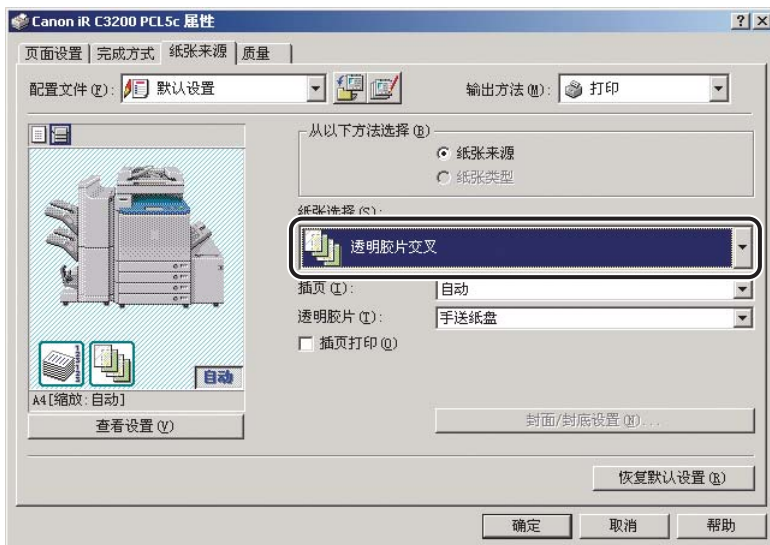 Canon iR C3200 PCL5c 属性
页面设置 完成方式 纸张来源 质量
配置文件(F): 默认设置 输出方法(M): 打印
从以下方法选择(B)
纸张来源
纸张类型
纸张选择(S):
透明胶片交叉
插页(I): 自动
透明胶片(T): 手送纸盘
插页打印(O)
自动
A4[缩放:自动]
查看设置(V) 封面/封底设置(N)...
恢复默认设置(R)
确定 取消 帮助